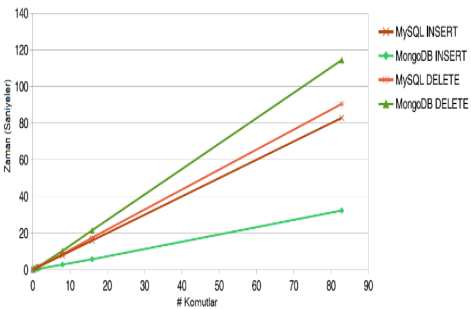 140
120
100
80
60
40
20
0
Zaman (Saniyeler)
0 10 20 30 40 50 60 70 80 90
# Komutlar
MySQL INSERT
MongoDB INSERT
MySQL DELETE
MongoDB DELETE